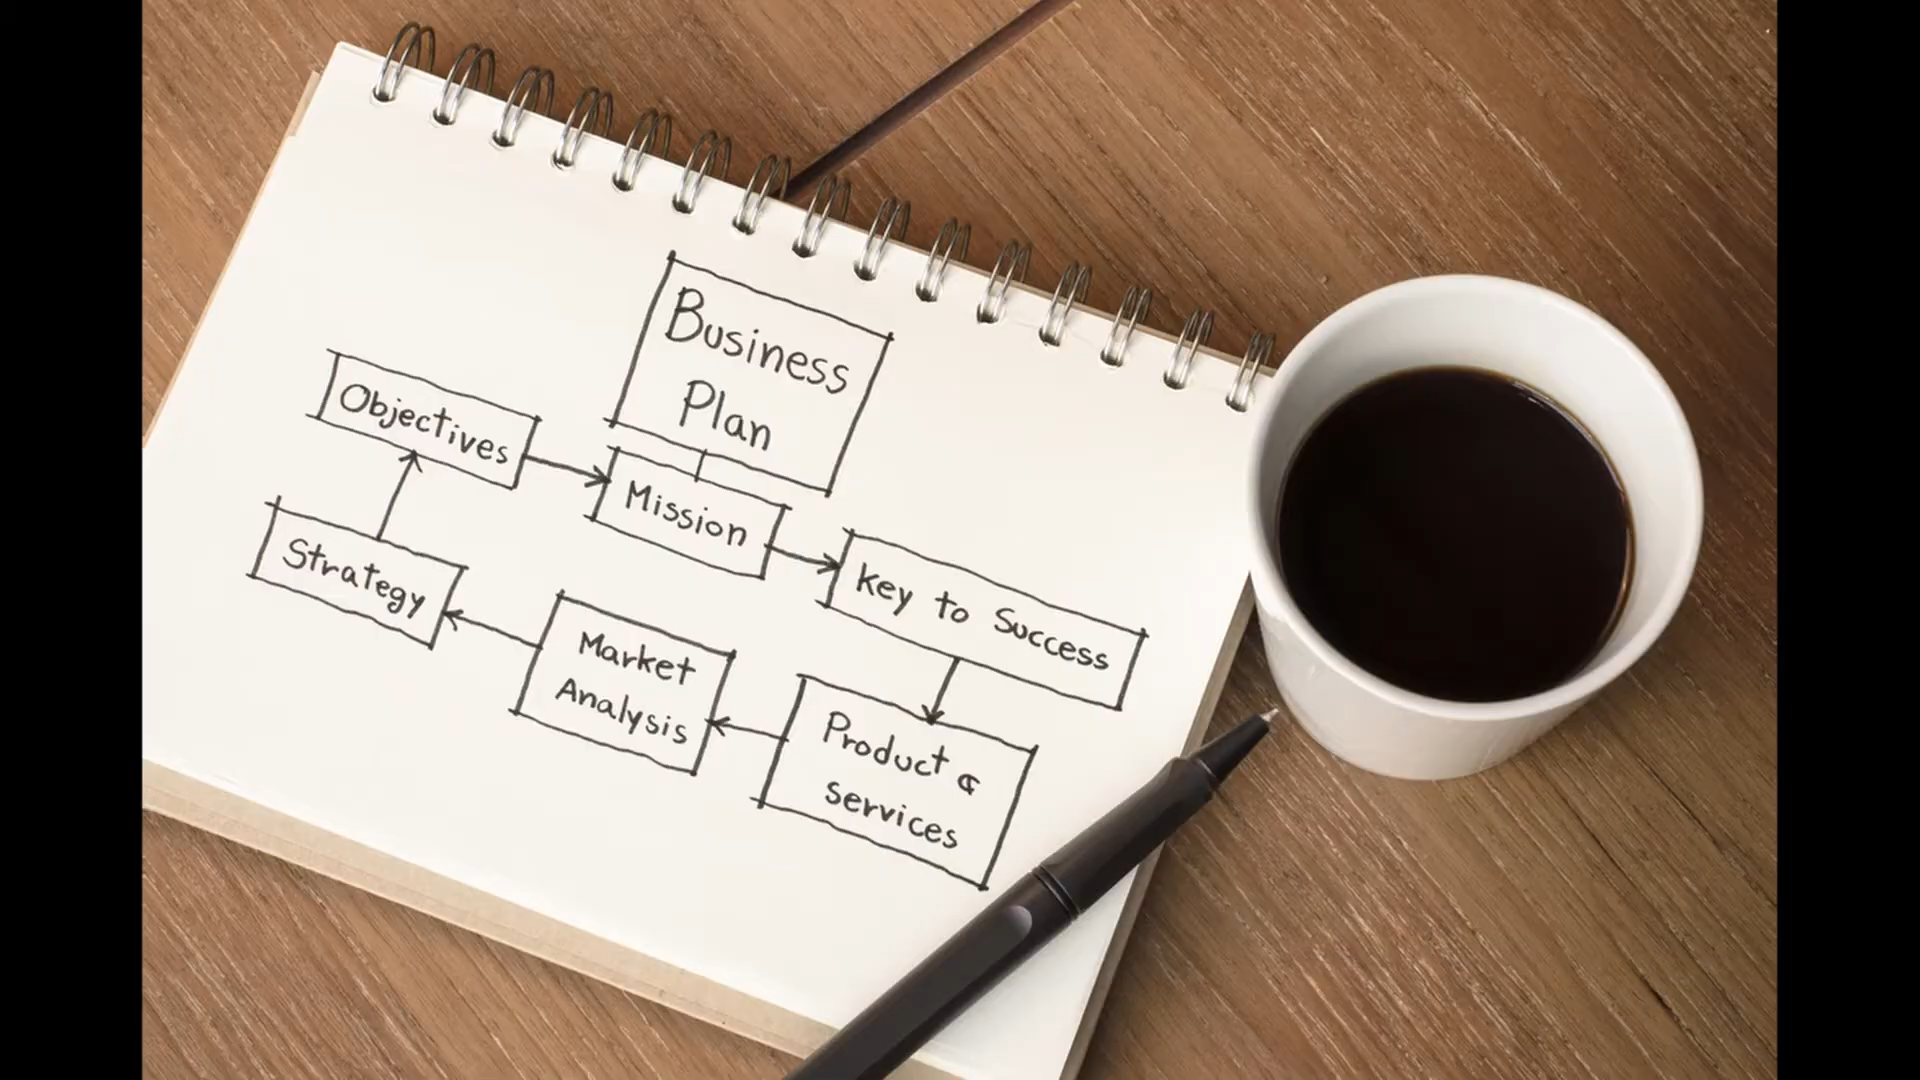 Business
Plan
Objectives
Mission
Key to Success
Strategy
Market
Analysis
Product &
services